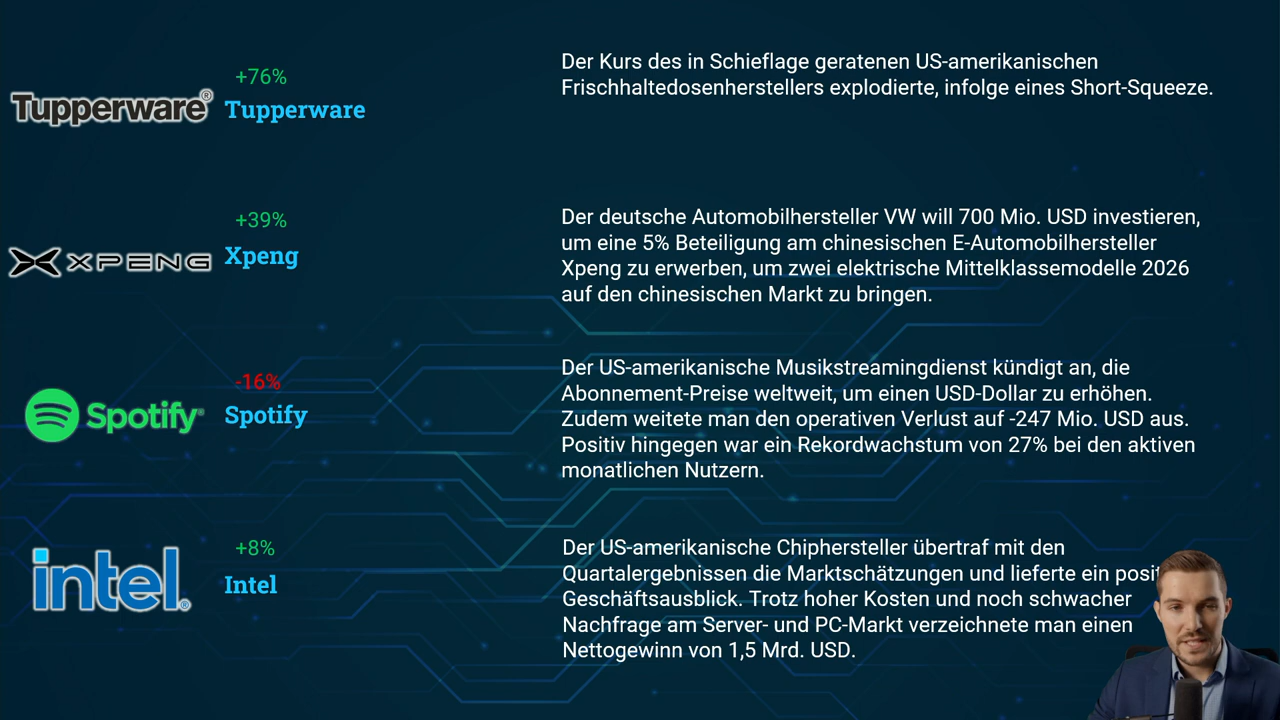 +76%
Tupperware®
Tupperware
Der Kurs des in Schieflage geratenen US-amerikanischen
Frischhaltedosenherstellers explodierte, infolge eines Short-Squeeze.
+39%
XPENG
Xpeng
Der deutsche Automobilhersteller VW will 700 Mio. USD investieren,
um eine 5% Beteiligung am chinesischen E-Automobilhersteller
Xpeng zu erwerben, um zwei elektrische Mittelklassemodelle 2026
auf den chinesischen Markt zu bringen.
-16%
Spotify®
Spotify
Der US-amerikanische Musikstreamingdienst kündigt an, die
Abonnement-Preise weltweit, um einen USD-Dollar zu erhöhen.
Zudem weitete man den operativen Verlust auf -247 Mio. USD aus.
Positiv hingegen war ein Rekordwachstum von 27% bei den aktiven
monatlichen Nutzern.
+8%
intel®
Intel
Der US-amerikanische Chiphersteller übertraf mit den
Quartalergebnissen die Marktschätzungen und lieferte ein posit
Geschäftsausblick. Trotz hoher Kosten und noch schwacher
Nachfrage am Server- und PC-Markt verzeichnete man einen
Nettogewinn von 1,5 Mrd. USD.